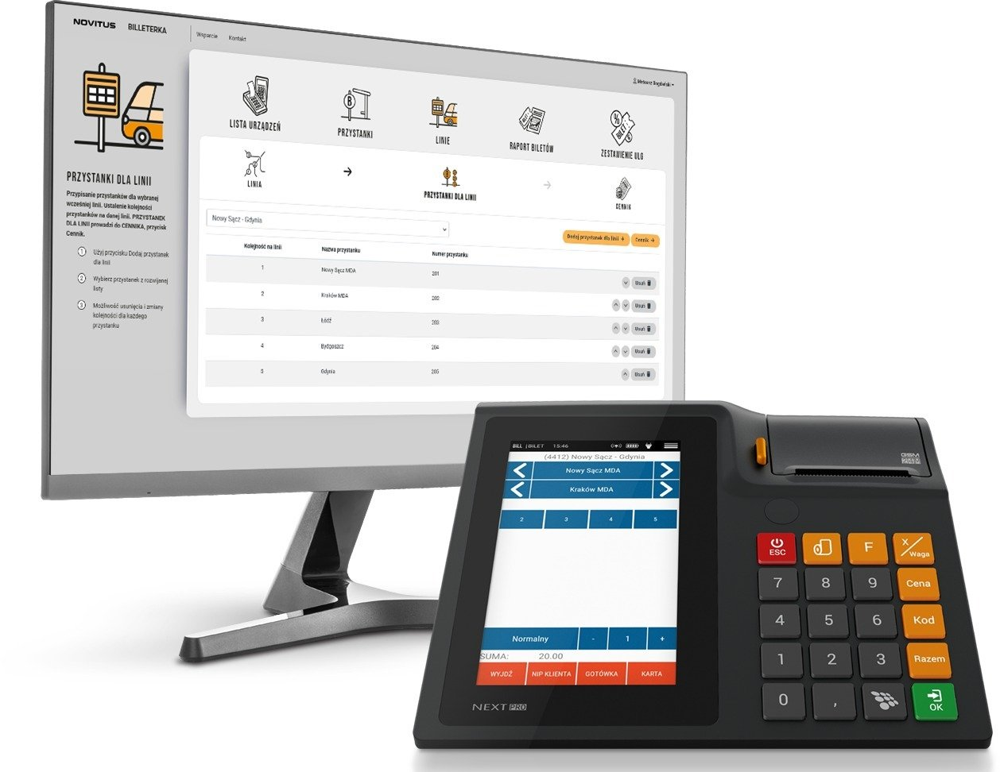 NOVITUS BILLETERKA Wsparcie Kontakt
Mateusz Bogdański
LISTA URZĄDZEŃ
PRZYSTANKI
LINIE
RAPORT BILETÓW
ZESTAWIENIE ULG
LINIA
PRZYSTANKI DLA LINII
CENNIK
PRZYSTANKI DLA LINII
Przypisanie przystanków dla wybranej
wcześniej linii. Ustalenie kolejności
przystanków na danej linii. PRZYSTANEK
DLA LINII prowadzi do CENNIKA, przycisk
Cennik.
1 Użyj przycisku Dodaj przystanek
dla linii
2 Wybierz przystanek z rozwijanej
listy
3 Możliwość usunięcia i zmiany
kolejności dla każdego
przystanku
Nowy Sącz - Gdynia
Dodaj przystanek dla linii + Cennik →
Kolejność na linii Nazwa przystanku Numer przystanku
1 Nowy Sącz MDA 201 Usuń
2 Kraków MDA 202 Usuń
3 Łódź 203 Usuń
4 Bydgoszcz 204 Usuń
5 Gdynia 205 Usuń
BILL | BILET 15:46
(4412) Nowy Sącz - Gdynia
Nowy Sącz MDA
Kraków MDA
2 3 4 5
Normalny - 1 +
SUMA: 20.00
WYJDŹ NIP KLIENTA GOTÓWKA KARTA
NEXT PRO
GSM
ESC F X/Waga
7 8 9 Cena
4 5 6 Kod
1 2 3 Razem
0 , OK